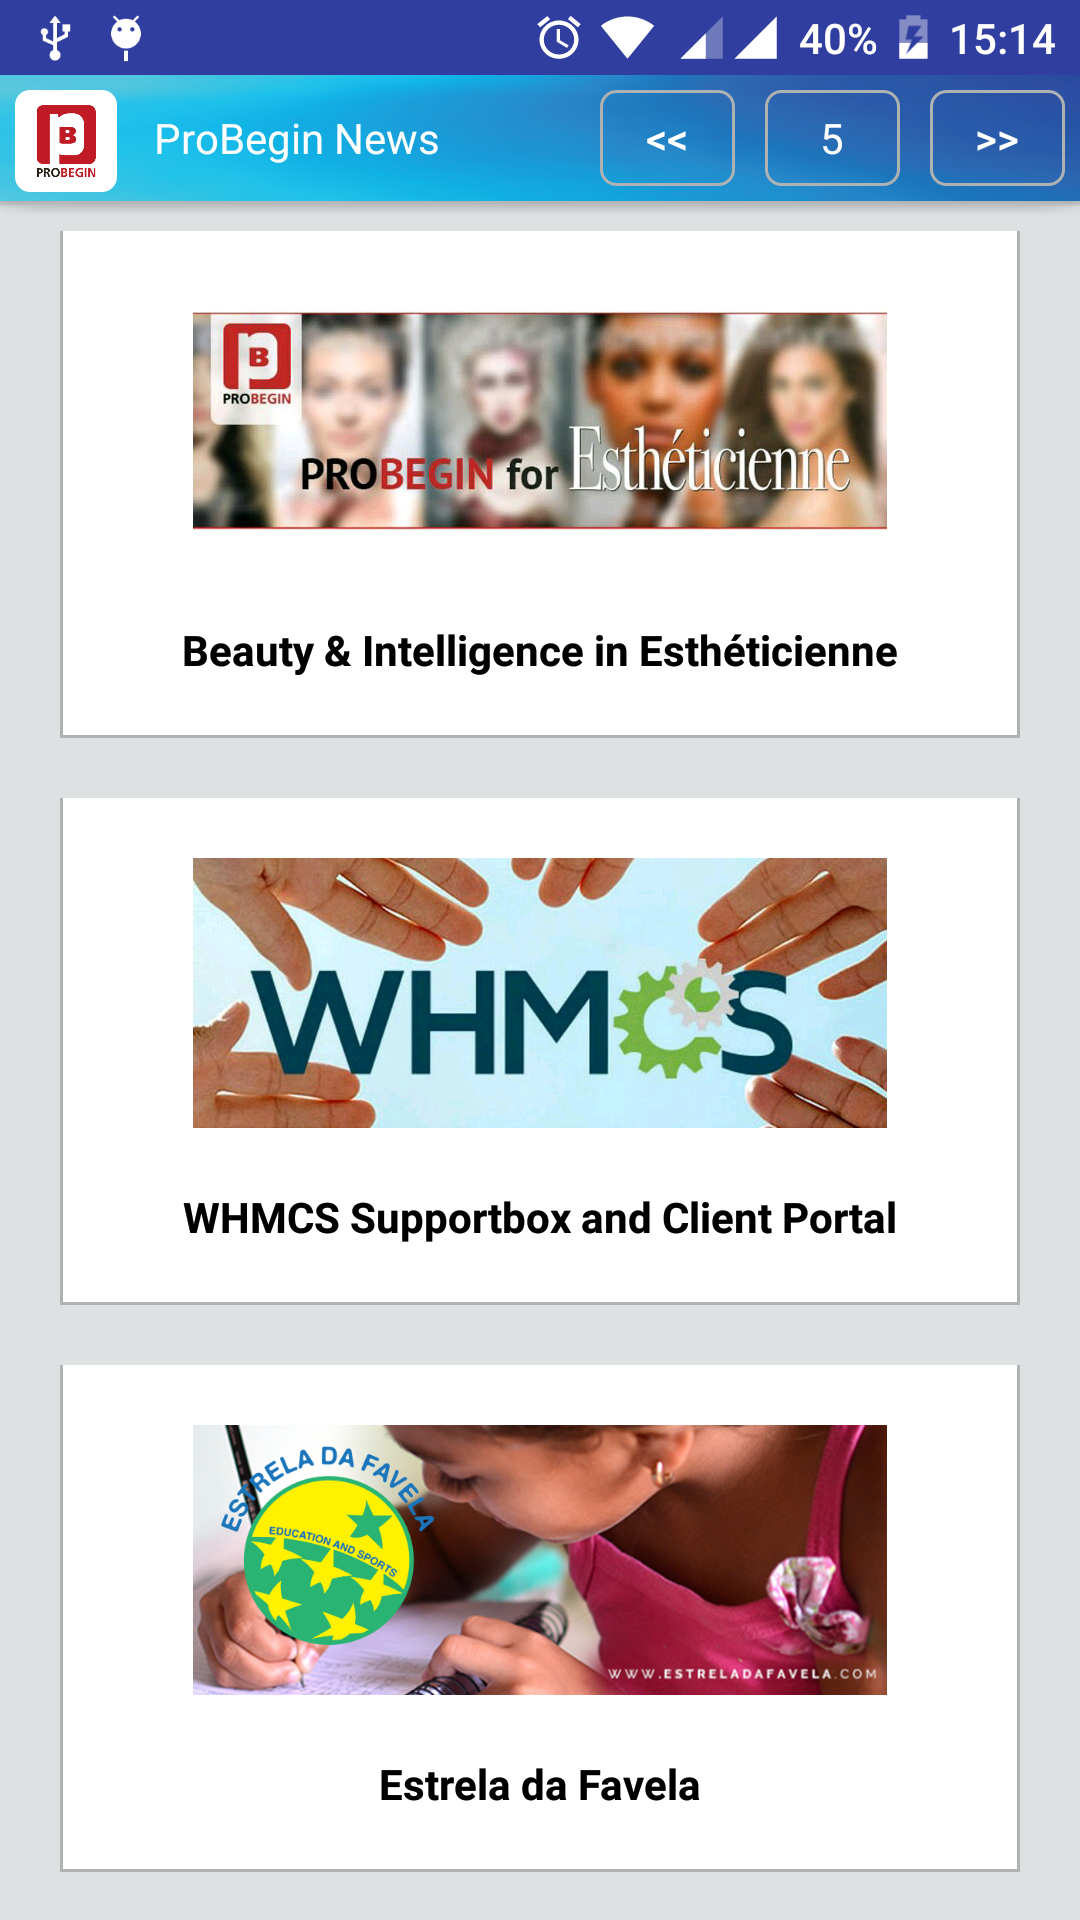 40% 15:14
B
PROBEGIN
ProBegin News
<< 5 >>
B
PROBEGIN
PROBEGIN for Esthéticienne
Beauty & Intelligence in Esthéticienne
WHMCS
WHMCS Supportbox and Client Portal
ESTRELA DA FAVELA
EDUCATION AND SPORTS
WWW.ESTRELADAFAVELA.COM
Estrela da Favela